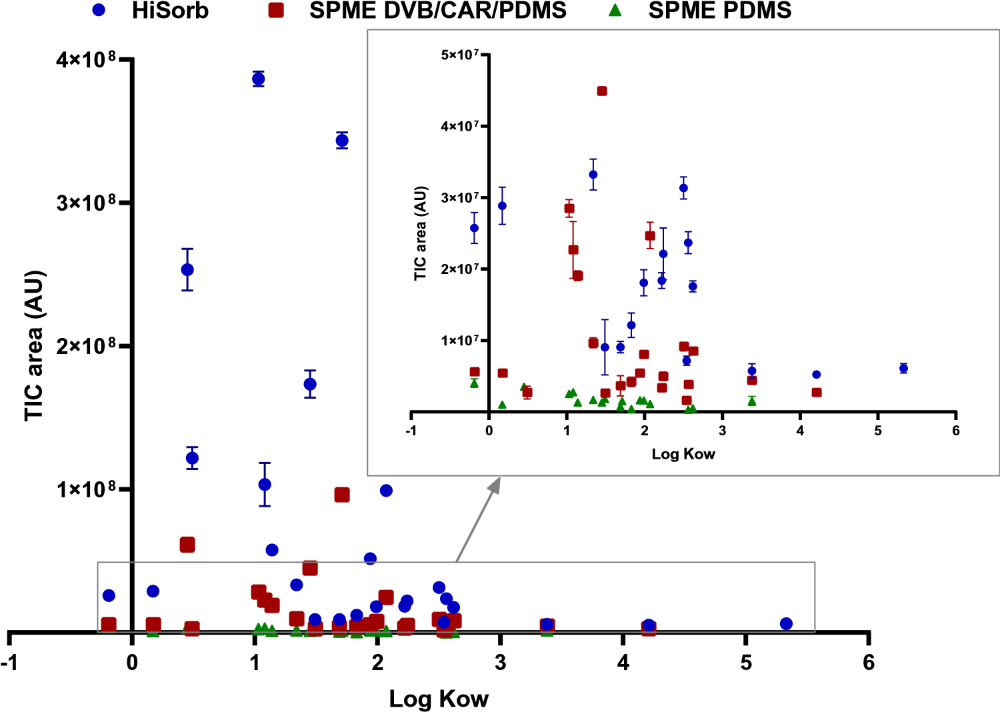 HiSorb SPME DVB/CAR/PDMS SPME PDMS
4×10⁸
3×10⁸
2×10⁸
1×10⁸
TIC area (AU)
-1 0 1 2 3 4 5 6
Log Kow
5×10⁷
4×10⁷
3×10⁷
2×10⁷
1×10⁷
TIC area (AU)
-1 0 1 2 3 4 5 6
Log Kow